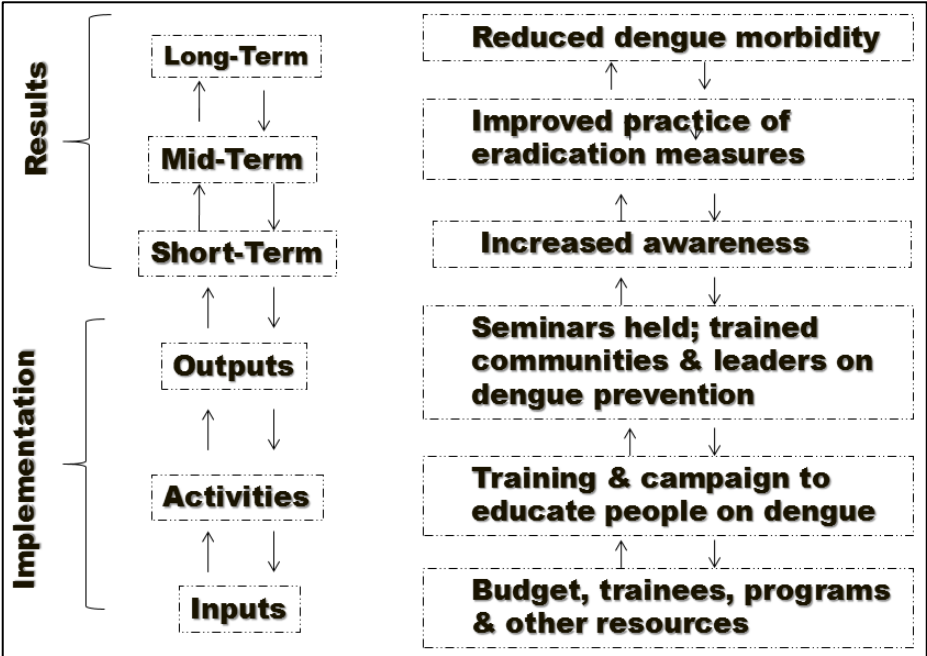 Results
Long-Term
Mid-Term
Short-Term
Implementation
Outputs
Activities
Inputs
Reduced dengue morbidity
Improved practice of
eradication measures
Increased awareness
Seminars held; trained
communities & leaders on
dengue prevention
Training & campaign to
educate people on dengue
Budget, trainees, programs
& other resources